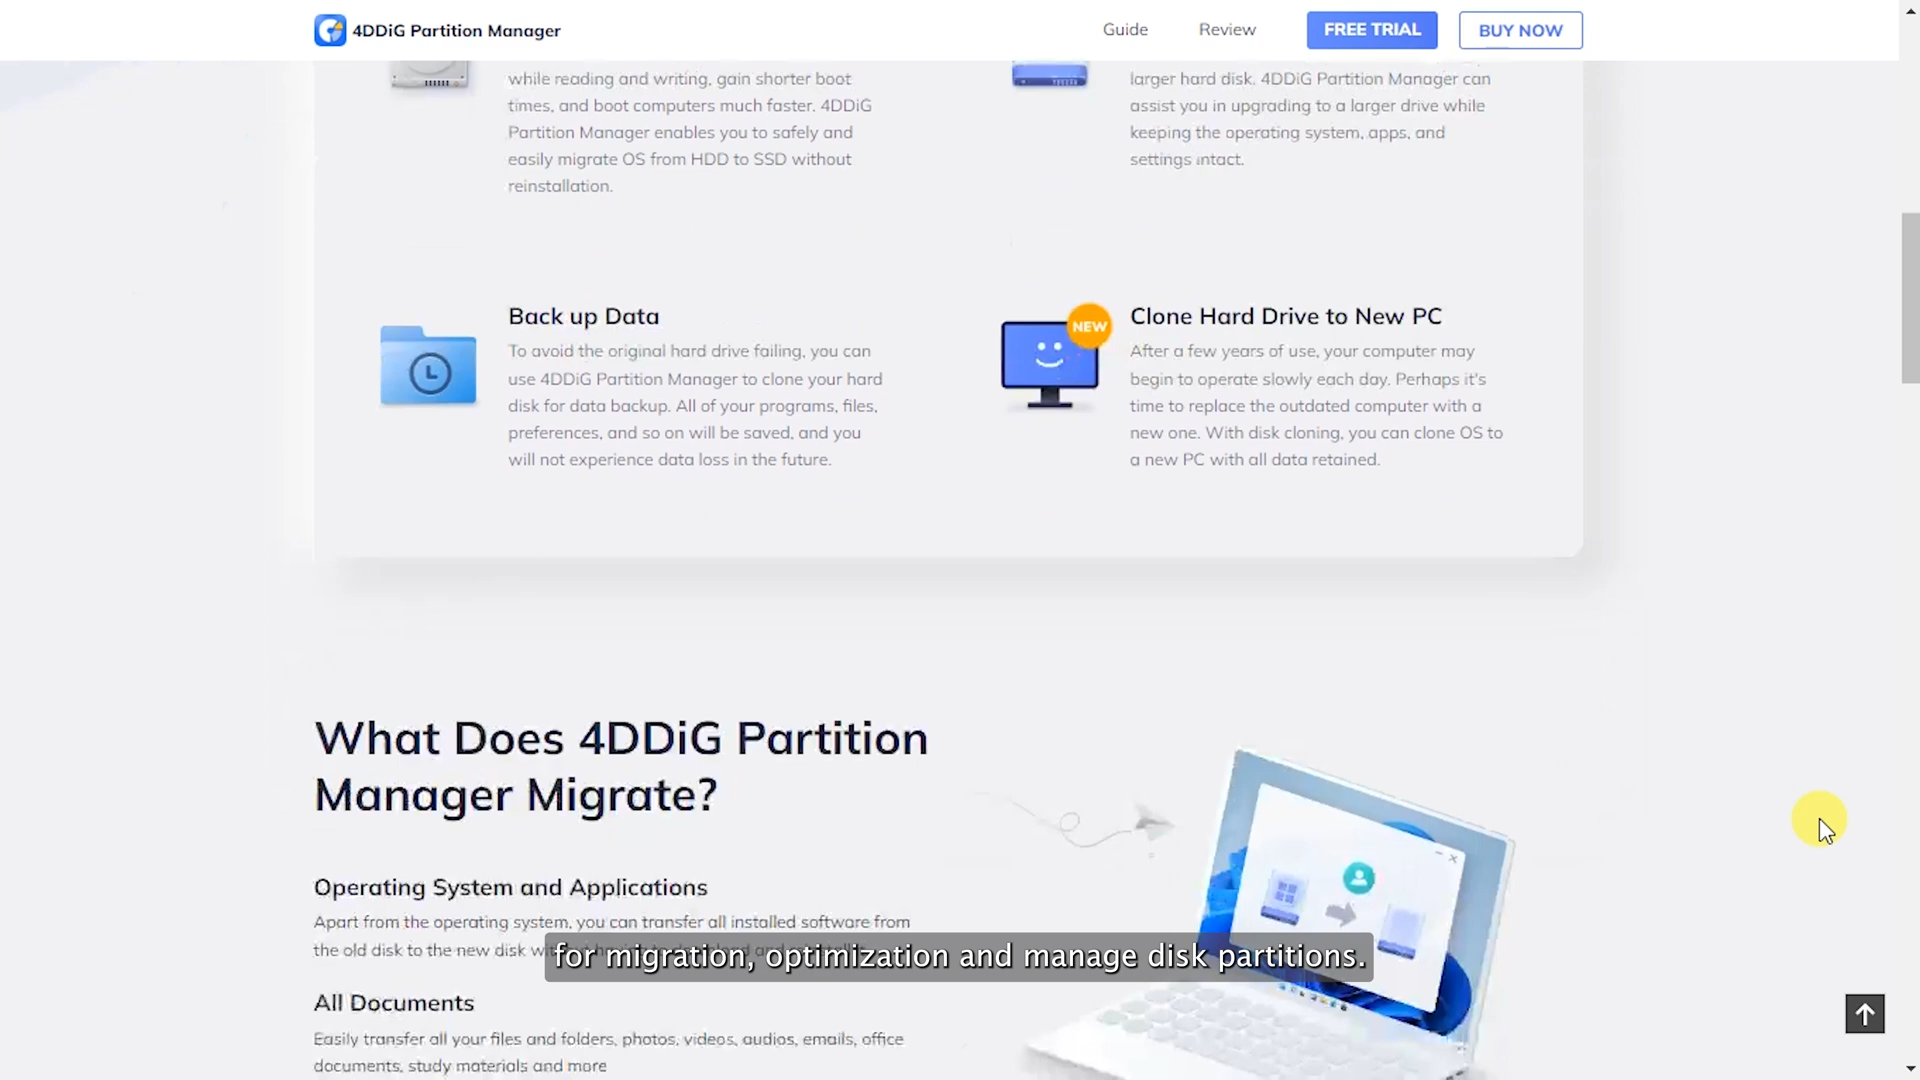 4DDiG Partition Manager
Guide
Review
FREE TRIAL
BUY NOW
while reading and writing, gain shorter boot
times, and boot computers much faster. 4DDiG
Partition Manager enables you to safely and
easily migrate OS from HDD to SSD without
reinstallation.
larger hard disk. 4DDiG Partition Manager can
assist you in upgrading to a larger drive while
keeping the operating system, apps, and
settings intact.
Back up Data
To avoid the original hard drive failing, you can
use 4DDiG Partition Manager to clone your hard
disk for data backup. All of your programs, files,
preferences, and so on will be saved, and you
will not experience data loss in the future.
NEW
Clone Hard Drive to New PC
After a few years of use, your computer may
begin to operate slowly each day. Perhaps it's
time to replace the outdated computer with a
new one. With disk cloning, you can clone OS to
a new PC with all data retained.
What Does 4DDiG Partition
Manager Migrate?
Operating System and Applications
Apart from the operating system, you can transfer all installed software from
the old disk to the new disk
for migration, optimization and manage disk partitions.
All Documents
Easily transfer all your files and folders, photos, videos, audios, emails, office
documents, study materials and more